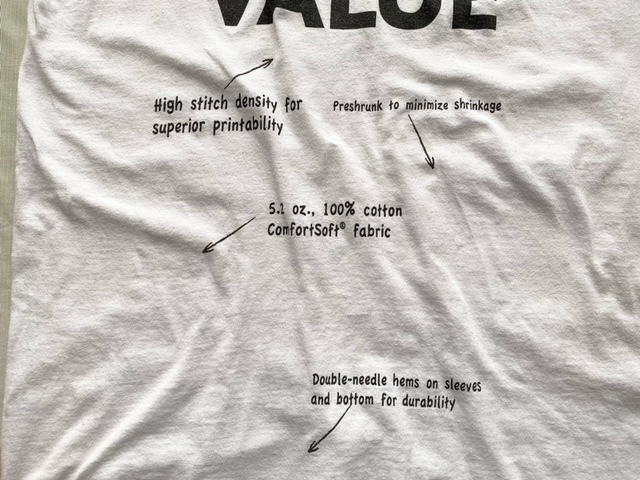 VALUE
High stitch density for
superior printability
Preshrunk to minimize shrinkage
5.1 oz., 100% cotton
ComfortSoft® fabric
Double-needle hems on sleeves
and bottom for durability